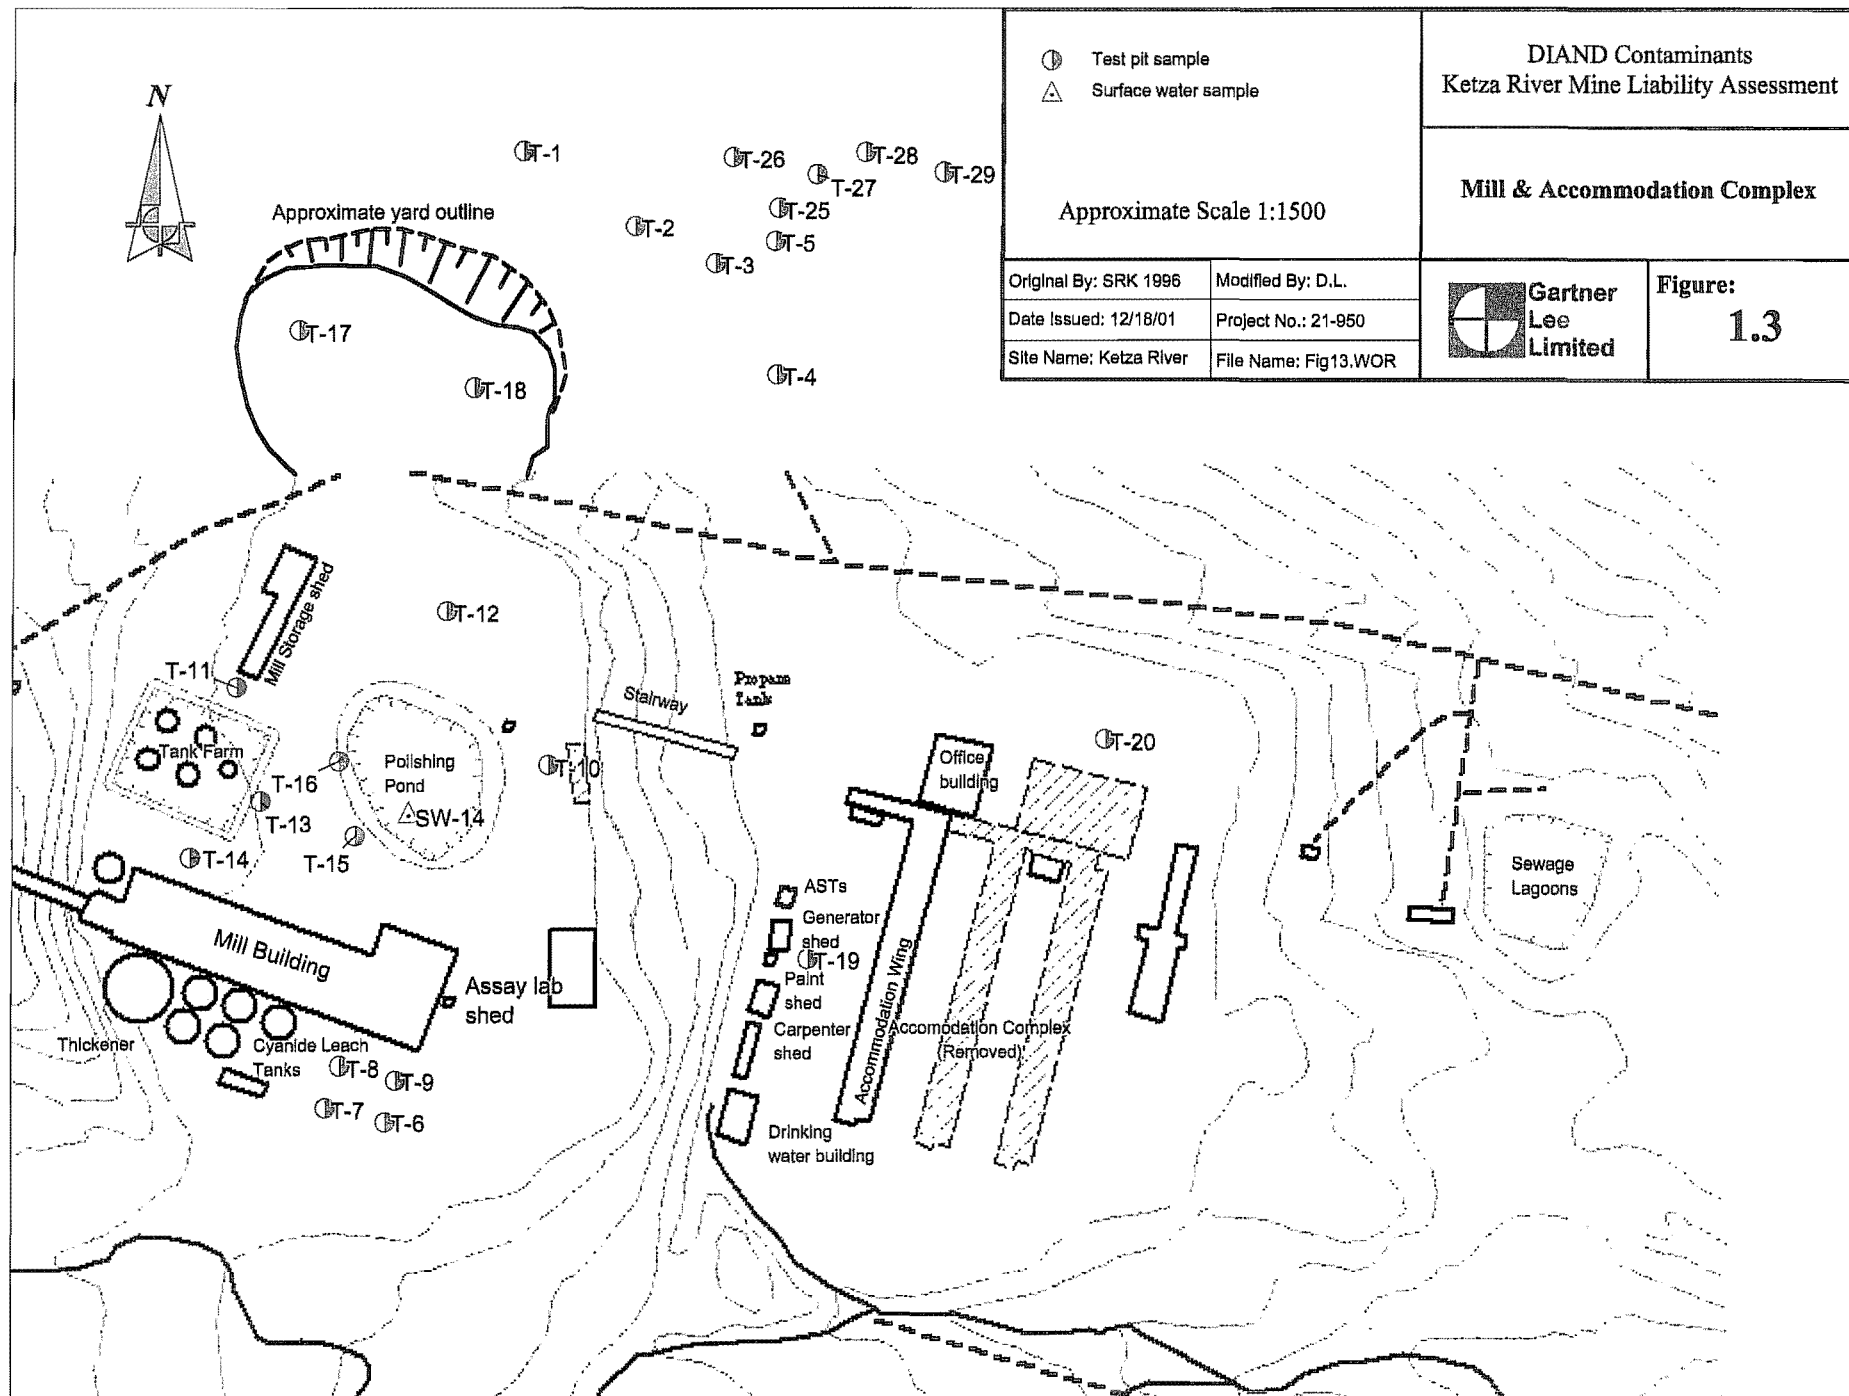 Test pit sample
Surface water sample
Approximate Scale 1:1500
DIAND Contaminants
Ketza River Mine Liability Assessment
Mill & Accommodation Complex
Original By: SRK 1996
Modified By: D.L.
Date Issued: 12/18/01
Project No.: 21-950
Site Name: Ketza River
File Name: Fig13.WOR
Gartner
Lee
Limited
Figure:
1.3
N
T-1
T-26
T-28
T-27
T-29
T-25
T-2
T-5
T-3
Approximate yard outline
T-17
T-18
T-4
Mill Storage shed
T-12
T-11
Stairway
Propane
Tank
T-20
Tank Farm
T-16
Polishing
Pond
T-10
Office
building
SW-14
T-13
T-15
T-14
Sewage
Lagoons
ASTs
Generator
shed
T-19
Mill Building
Assay lab
shed
Paint
shed
Accommodation Wing
Carpenter
shed
Accomodation Complex
(Removed)
Thickener
Cyanide Leach
Tanks
T-8
T-9
T-7
T-6
Drinking
water building